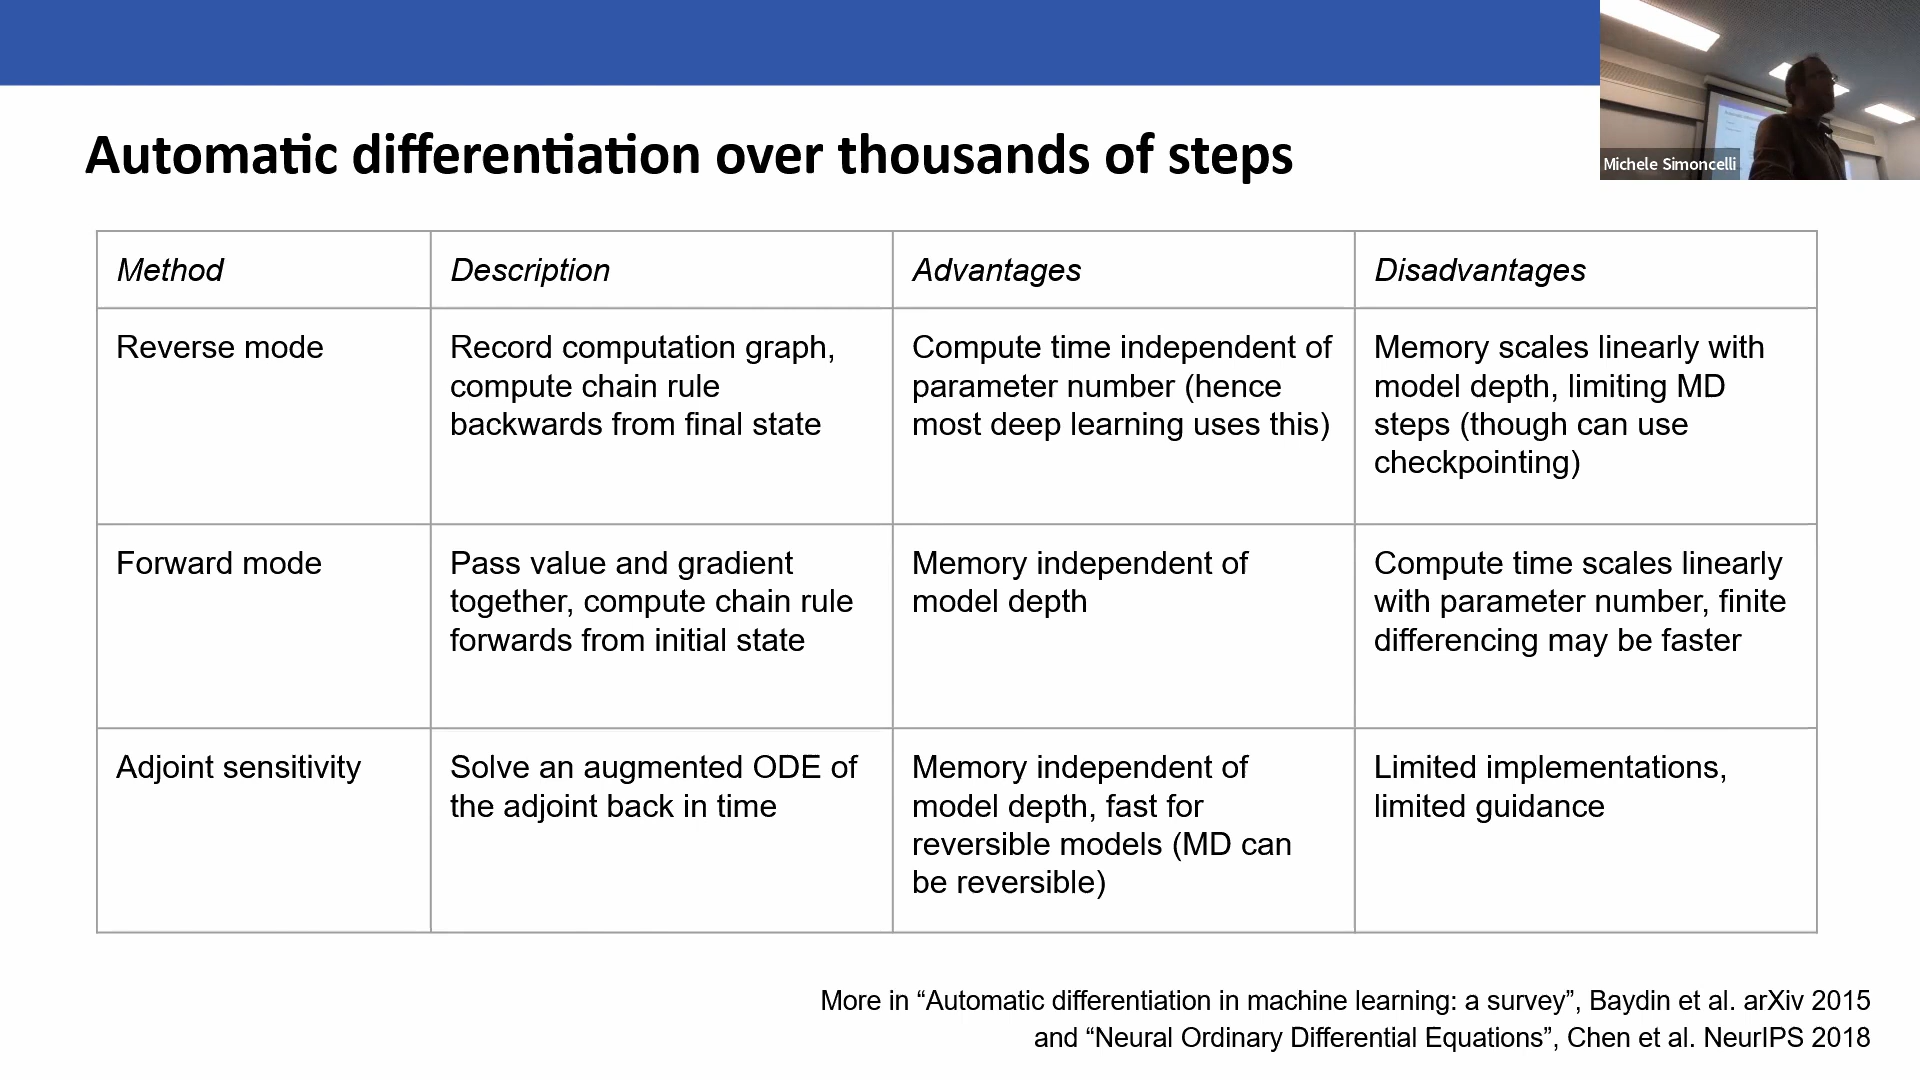 Michele Simoncelli
Automatic differentiation over thousands of steps
Method
Description
Advantages
Disadvantages
Reverse mode
Record computation graph,
compute chain rule
backwards from final state
Compute time independent of
parameter number (hence
most deep learning uses this)
Memory scales linearly with
model depth, limiting MD
steps (though can use
checkpointing)
Forward mode
Pass value and gradient
together, compute chain rule
forwards from initial state
Memory independent of
model depth
Compute time scales linearly
with parameter number, finite
differencing may be faster
Adjoint sensitivity
Solve an augmented ODE of
the adjoint back in time
Memory independent of
model depth, fast for
reversible models (MD can
be reversible)
Limited implementations,
limited guidance
More in “Automatic differentiation in machine learning: a survey”, Baydin et al. arXiv 2015
and “Neural Ordinary Differential Equations”, Chen et al. NeurIPS 2018